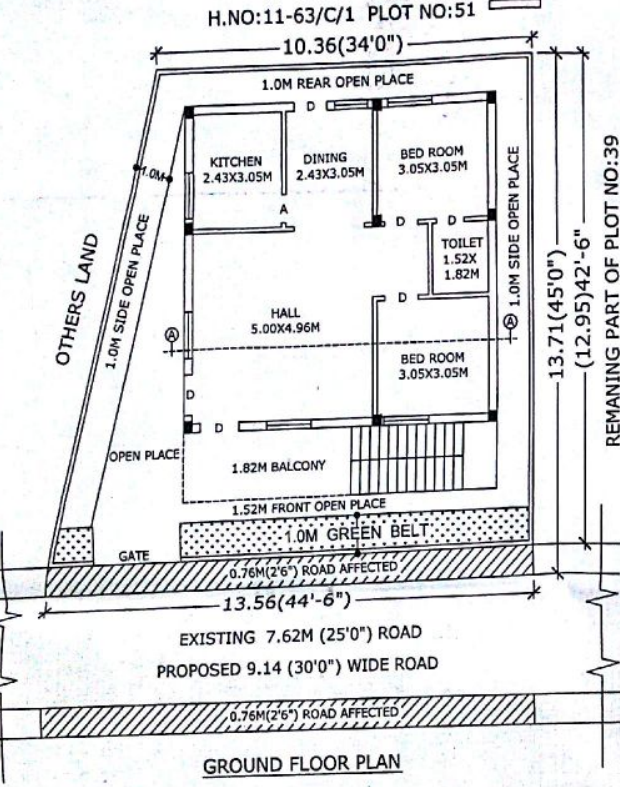 H.NO:11-63/C/1 PLOT NO:51
10.36(34'0")
1.0M REAR OPEN PLACE
D
KITCHEN
2.43X3.05M
DINING
2.43X3.05M
BED ROOM
3.05X3.05M
1.0M
A
D
D
TOILET
1.52X
1.82M
OTHERS LAND
1.0M SIDE OPEN PLACE
1.0M SIDE OPEN PLACE
13.71(45'0")
(12.95)42'-6"
REMANING PART OF PLOT NO:39
D
HALL
5.00X4.96M
A
A
BED ROOM
3.05X3.05M
D
D
OPEN PLACE
1.82M BALCONY
1.52M FRONT OPEN PLACE
1.0M GREEN BELT
GATE
0.76M(2'6") ROAD AFFECTED
13.56(44'-6")
EXISTING 7.62M (25'0") ROAD
PROPOSED 9.14 (30'0") WIDE ROAD
0.76M(2'6") ROAD AFFECTED
GROUND FLOOR PLAN